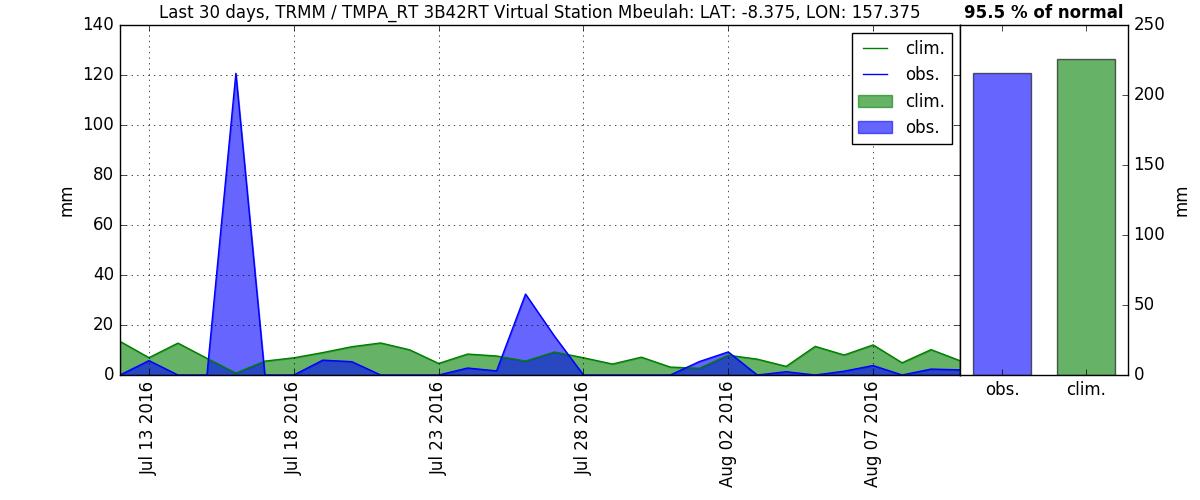 Last 30 days, TRMM / TMPA_RT 3B42RT Virtual Station Mbeulah: LAT: -8.375, LON: 157.375
95.5 % of normal
140
120
100
80
60
40
20
0
mm
clim.
obs.
clim.
obs.
Jul 13 2016
Jul 18 2016
Jul 23 2016
Jul 28 2016
Aug 02 2016
Aug 07 2016
250
200
150
100
50
0
mm
obs.
clim.